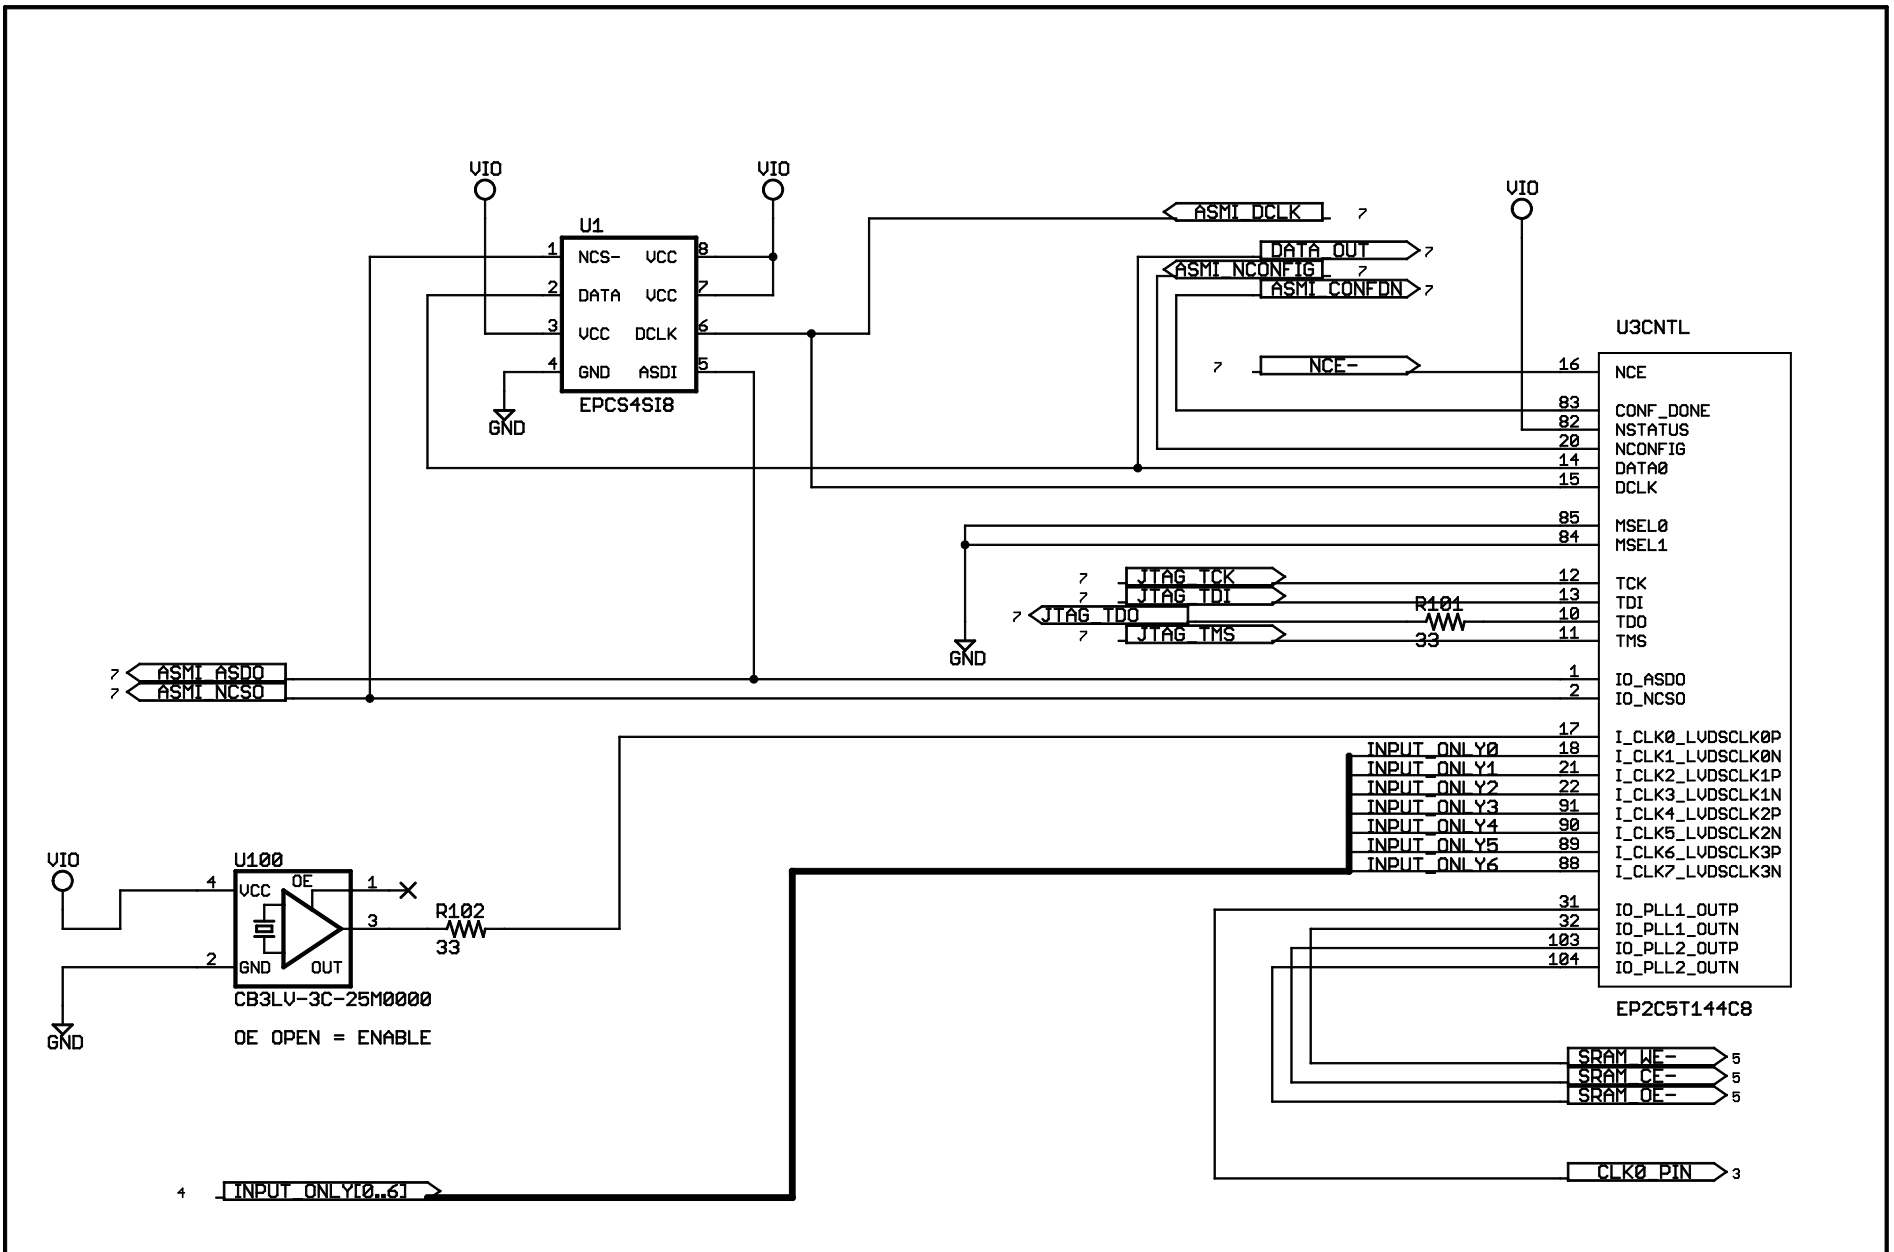 VIO
VIO
VIO
U1
1 NCS- VCC 8
2 DATA VCC 7
3 VCC DCLK 6
4 GND ASDI 5
EPCS4SI8
GND
ASMI_DCLK 7
DATA_OUT 7
ASMI_NCONFIG 7
ASMI_CONFDN 7
7 NCE-
U3CNTL
16 NCE
83 CONF_DONE
82 NSTATUS
20 NCONFIG
14 DATA0
15 DCLK
85 MSEL0
84 MSEL1
7 JTAG_TCK 12 TCK
7 JTAG_TDI 13 TDI
7 JTAG_TDO R101 10 TDO
7 JTAG_TMS 33 11 TMS
GND
7 ASMI_ASDO 1 IO_ASDO
7 ASMI_NCSO 2 IO_NCSO
17 I_CLK0_LVDSCLK0P
INPUT_ONLY0 18 I_CLK1_LVDSCLK0N
INPUT_ONLY1 21 I_CLK2_LVDSCLK1P
INPUT_ONLY2 22 I_CLK3_LVDSCLK1N
INPUT_ONLY3 91 I_CLK4_LVDSCLK2P
INPUT_ONLY4 90 I_CLK5_LVDSCLK2N
INPUT_ONLY5 89 I_CLK6_LVDSCLK3P
INPUT_ONLY6 88 I_CLK7_LVDSCLK3N
31 IO_PLL1_OUTP
32 IO_PLL1_OUTN
103 IO_PLL2_OUTP
104 IO_PLL2_OUTN
EP2C5T144C8
VIO
U100
4 VCC OE 1
3
R102
33
2 GND OUT
CB3LV-3C-25M0000
GND
OE OPEN = ENABLE
SRAM_WE- 5
SRAM_CE- 5
SRAM_OE- 5
CLK0_PIN 3
4 INPUT_ONLY[0..6]